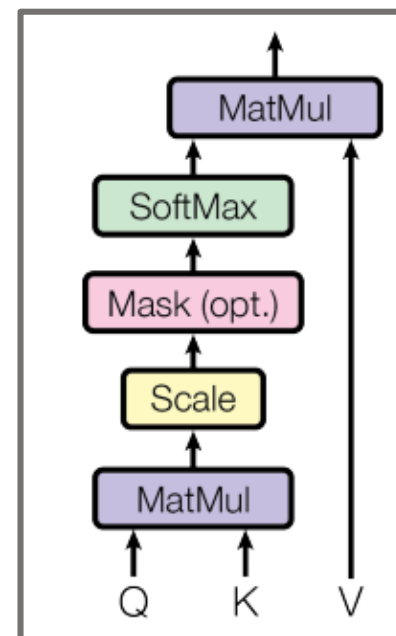 MatMul
SoftMax
Mask (opt.)
Scale
MatMul
Q K V